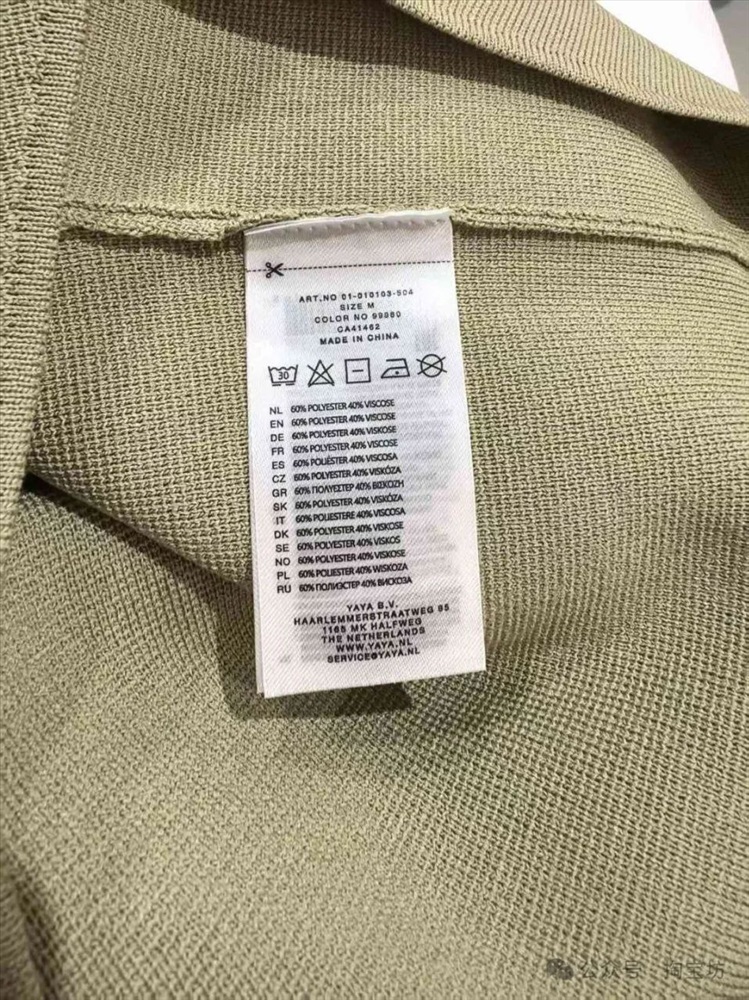 ART.NO 01-010103-504
SIZE M
COLOR NO 99980
CA41462
MADE IN CHINA
30
NL 60% POLYESTER 40% VISCOSE
EN 60% POLYESTER 40% VISCOSE
DE 60% POLYESTER 40% VISKOSE
FR 60% POLYESTER 40% VISCOSE
ES 60% POLIÉSTER 40% VISCOSA
CZ 60% POLYESTER 40% VISKÓZA
GR 60% ΠΟΛΥΕΣΤΕΡ 40% ΒΙΣΚΟΖΗ
SK 60% POLYESTER 40% VISKÓZA
IT 60% POLIESTERE 40% VISCOSA
DK 60% POLYESTER 40% VISKOSE
SE 60% POLYESTER 40% VISKOS
NO 60% POLYESTER 40% VISKOSE
PL 60% POLIESTER 40% WISKOZA
RU 60% ПОЛИЭСТЕР 40% ВИСКОЗА
YAYA B.V.
HAARLEMMERSTRAATWEG 95
1165 MK HALFWEG
THE NETHERLANDS
WWW.YAYA.NL
SERVICE@YAYA.NL
公众号 淘宝坊